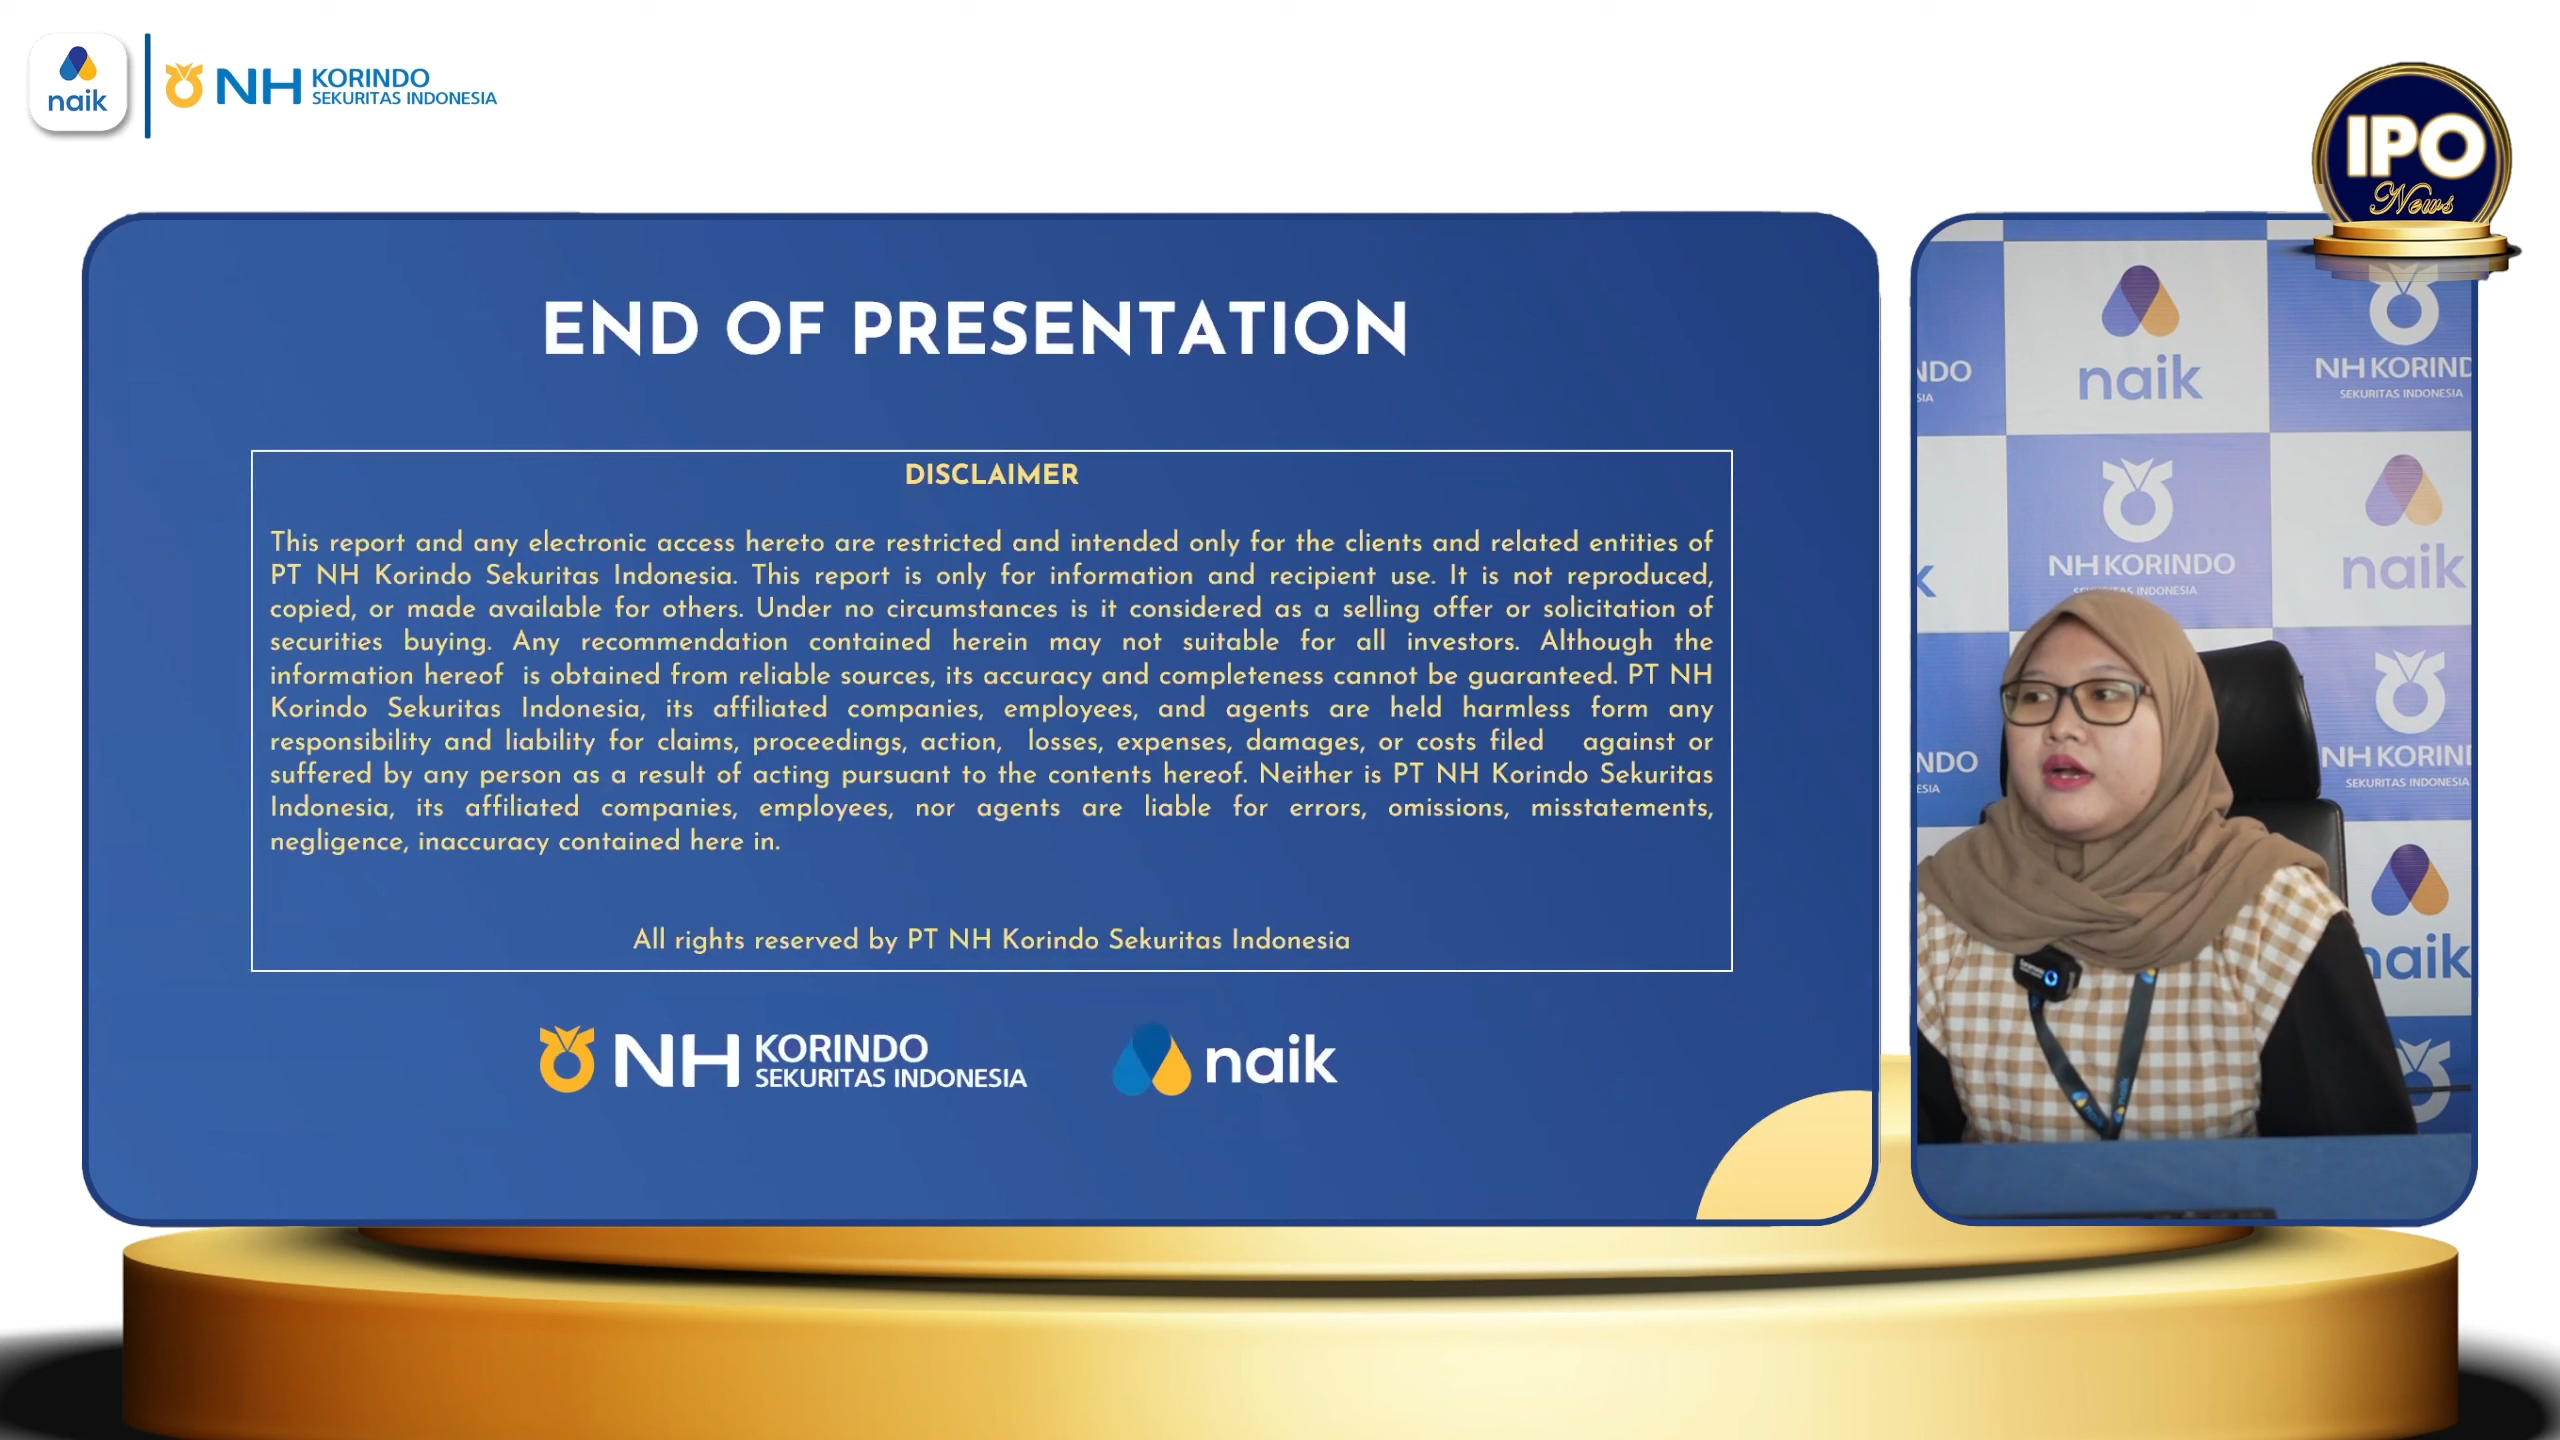 naik
NH KORINDO
SEKURITAS INDONESIA
IPO
News
END OF PRESENTATION
DISCLAIMER
This report and any electronic access hereto are restricted and intended only for the clients and related entities of
PT NH Korindo Sekuritas Indonesia. This report is only for information and recipient use. It is not reproduced,
copied, or made available for others. Under no circumstances is it considered as a selling offer or solicitation of
securities buying. Any recommendation contained herein may not suitable for all investors. Although the
information hereof is obtained from reliable sources, its accuracy and completeness cannot be guaranteed. PT NH
Korindo Sekuritas Indonesia, its affiliated companies, employees, and agents are held harmless form any
responsibility and liability for claims, proceedings, action, losses, expenses, damages, or costs filed against or
suffered by any person as a result of acting pursuant to the contents hereof. Neither is PT NH Korindo Sekuritas
Indonesia, its affiliated companies, employees, nor agents are liable for errors, omissions, misstatements,
negligence, inaccuracy contained here in.
All rights reserved by PT NH Korindo Sekuritas Indonesia
NH KORINDO
SEKURITAS INDONESIA
naik
NDO
SIA
naik
NH KORIND
SEKURITAS INDONESIA
k
NH KORINDO
SEKURITAS INDONESIA
naik
NDO
ESIA
NH KORIN
SEKURITAS INDONESIA
naik